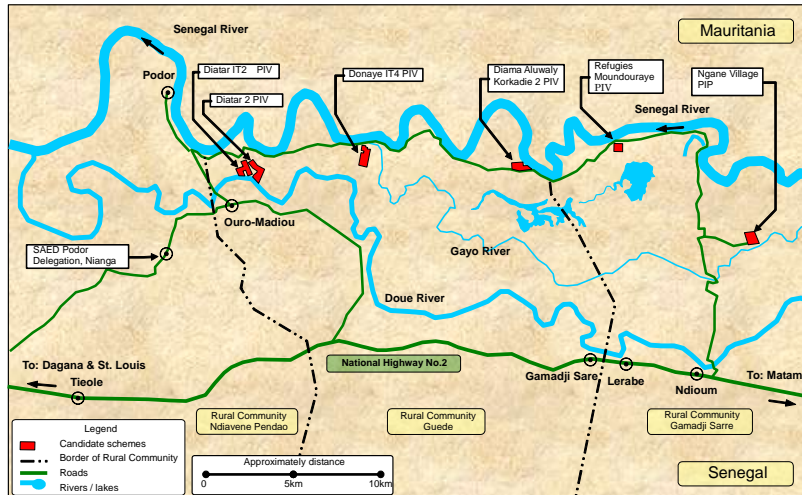 Mauritania
Senegal River
Podor
Diatar IT2 PIV
Diatar 2 PIV
Donaye IT4 PIV
Diama Aluwaly
Korkadie 2 PIV
Refugies
Moundouraye
PIV
Ngane Village
PIP
Senegal River
Ouro-Madiou
SAED Podor
Delegation, Nianga
Gayo River
Doue River
National Highway No.2
To: Dagana & St. Louis
Tieole
Gamadji Sare
Lerabe
Ndioum
To: Matam
Rural Community
Ndiavene Pendao
Rural Community
Guede
Rural Community
Gamadji Sarre
Legend
Candidate schemes
Border of Rural Community
Roads
Rivers / lakes
Approximately distance
0 5km 10km
Senegal